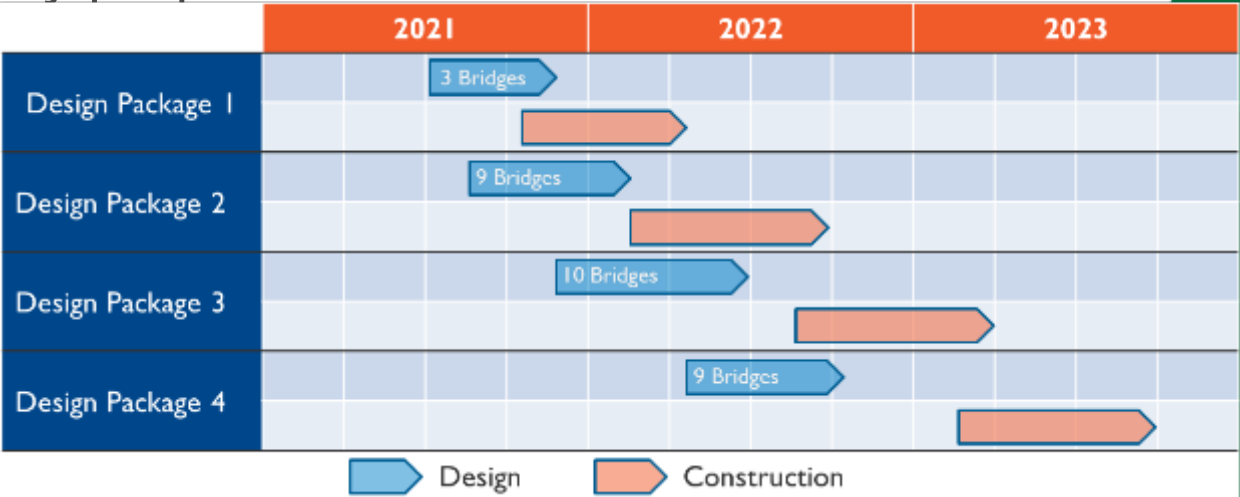 2021 2022 2023
Design Package 1
3 Bridges
Design Package 2
9 Bridges
Design Package 3
10 Bridges
Design Package 4
9 Bridges
Design Construction